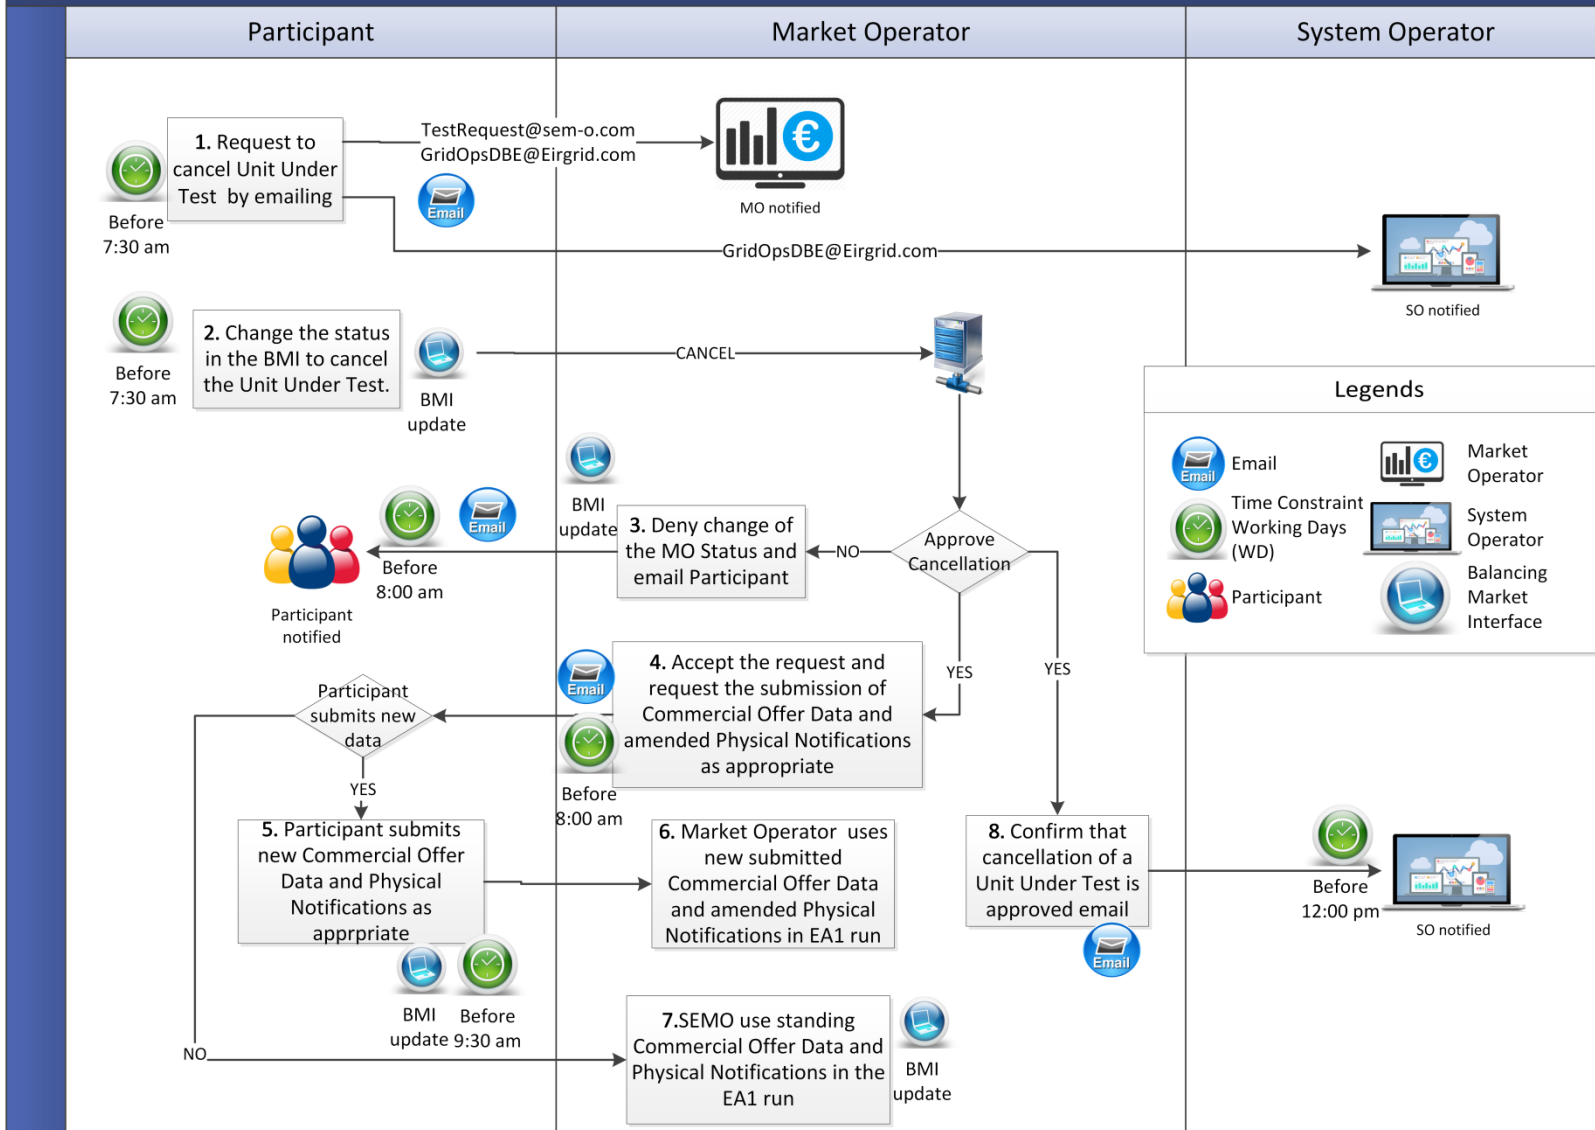 Participant
Market Operator
System Operator
1. Request to
cancel Unit Under
Test by emailing
Before
7:30 am
TestRequest@sem-o.com
GridOpsDBE@Eirgrid.com
Email
MO notified
GridOpsDBE@Eirgrid.com
SO notified
2. Change the status
in the BMI to cancel
the Unit Under Test.
Before
7:30 am
BMI
update
CANCEL
Legends
Email
Email
Market
Operator
Time Constraint
Working Days
(WD)
System
Operator
Participant
Balancing
Market
Interface
Approve
Cancellation
NO
BMI
update
3. Deny change of
the MO Status and
email Participant
Email
Before
8:00 am
Participant
notified
YES
YES
4. Accept the request and
request the submission of
Commercial Offer Data and
amended Physical Notifications
as appropriate
Email
Before
8:00 am
Participant
submits new
data
YES
5. Participant submits
new Commercial Offer
Data and Physical
Notifications as
apprpriate
BMI
update
Before
9:30 am
6. Market Operator uses
new submitted
Commercial Offer Data
and amended Physical
Notifications in EA1 run
8. Confirm that
cancellation of a
Unit Under Test is
approved email
Email
Before
12:00 pm
SO notified
NO
7.SEMO use standing
Commercial Offer Data and
Physical Notifications in the
EA1 run
BMI
update